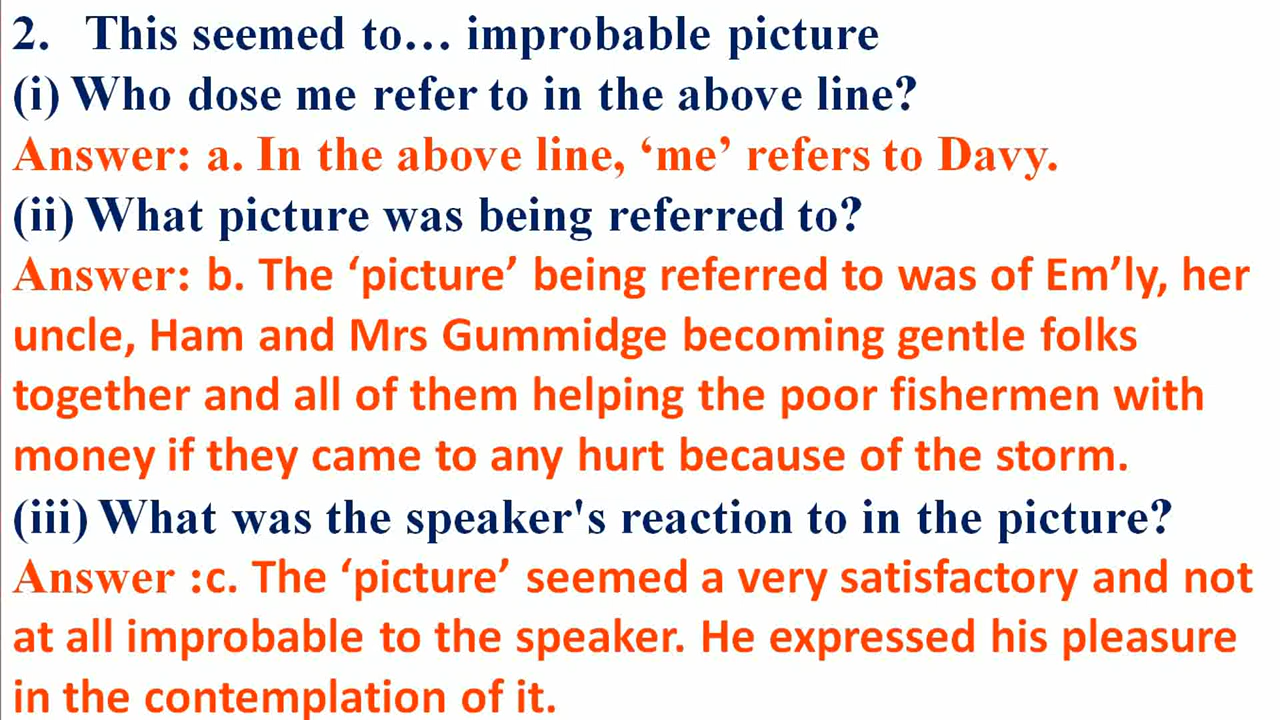 2. This seemed to... improbable picture
(i) Who dose me refer to in the above line?
Answer: a. In the above line, ‘me’ refers to Davy.
(ii) What picture was being referred to?
Answer: b. The ‘picture’ being referred to was of Em’ly, her
uncle, Ham and Mrs Gummidge becoming gentle folks
together and all of them helping the poor fishermen with
money if they came to any hurt because of the storm.
(iii) What was the speaker's reaction to in the picture?
Answer :c. The ‘picture’ seemed a very satisfactory and not
at all improbable to the speaker. He expressed his pleasure
in the contemplation of it.